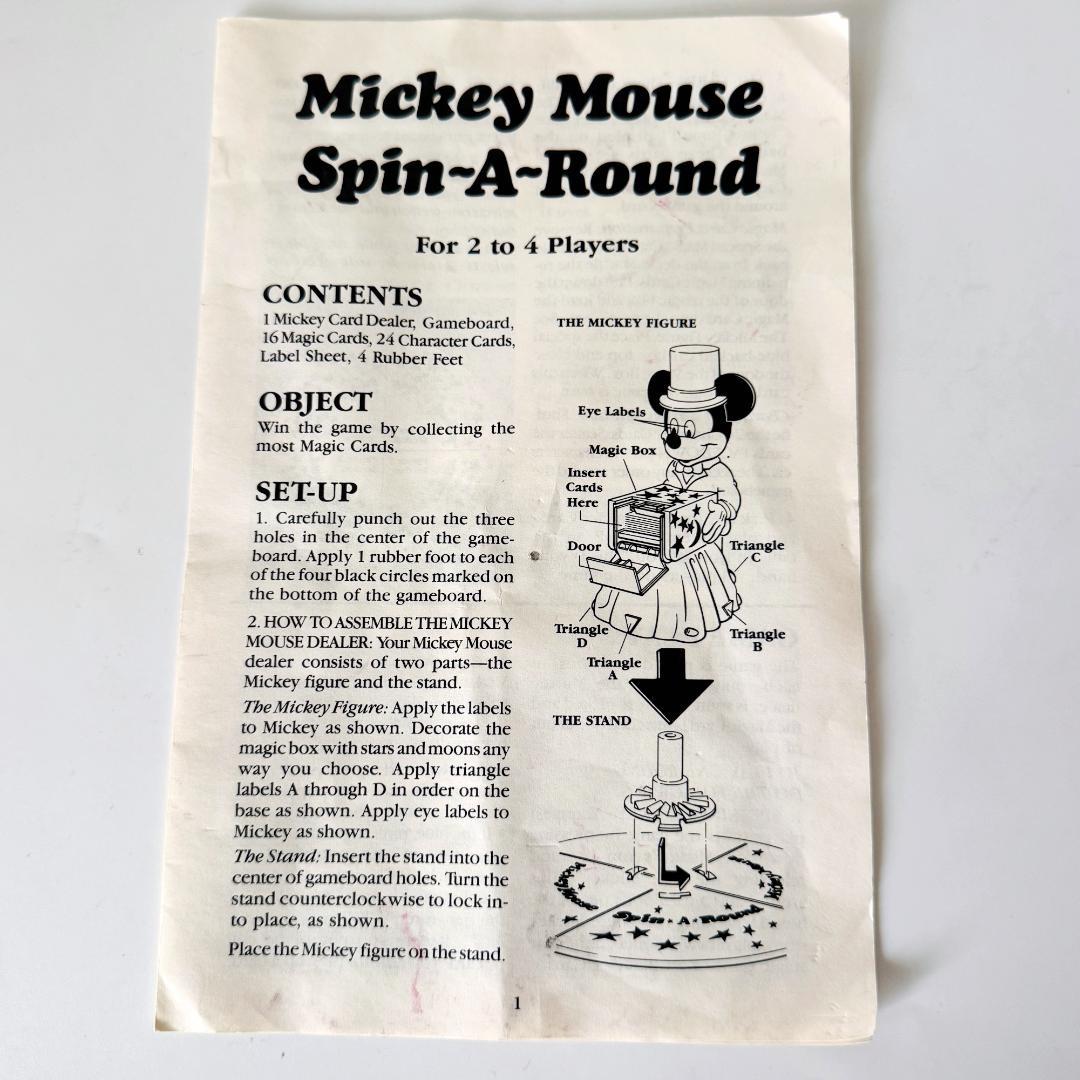 Mickey Mouse
Spin~A~Round
For 2 to 4 Players
CONTENTS
1 Mickey Card Dealer, Gameboard,
16 Magic Cards, 24 Character Cards,
Label Sheet, 4 Rubber Feet
OBJECT
Win the game by collecting the
most Magic Cards.
SET-UP
1. Carefully punch out the three
holes in the center of the game-
board. Apply 1 rubber foot to each
of the four black circles marked on
the bottom of the gameboard.
2. HOW TO ASSEMBLE THE MICKEY
MOUSE DEALER: Your Mickey Mouse
dealer consists of two parts—the
Mickey figure and the stand.
The Mickey Figure: Apply the labels
to Mickey as shown. Decorate the
magic box with stars and moons any
way you choose. Apply triangle
labels A through D in order on the
base as shown. Apply eye labels to
Mickey as shown.
The Stand: Insert the stand into the
center of gameboard holes. Turn the
stand counterclockwise to lock in-
to place, as shown.
Place the Mickey figure on the stand.
THE MICKEY FIGURE
Eye Labels
Magic Box
Insert
Cards
Here
Door
Triangle
C
Triangle
D
Triangle
B
Triangle
A
THE STAND
Spin-A-Round
1